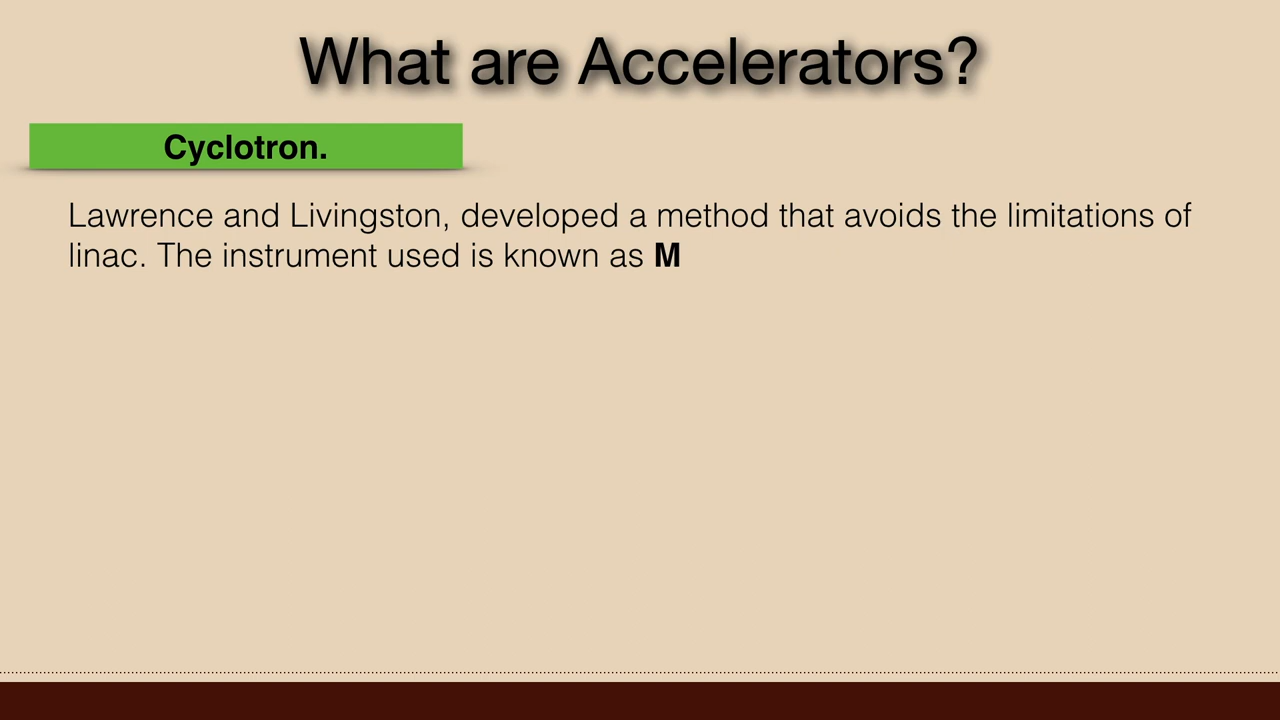 What are Accelerators?
Cyclotron.
Lawrence and Livingston, developed a method that avoids the limitations of
linac. The instrument used is known as M